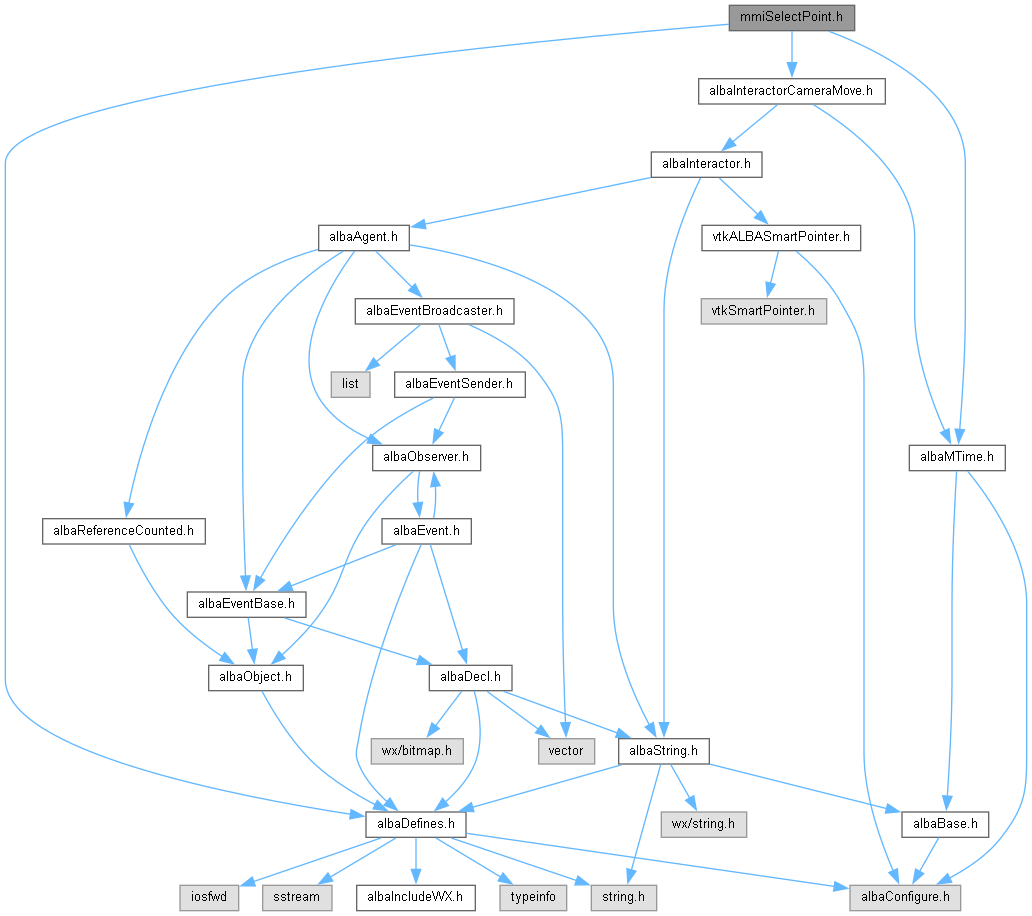 mmiSelectPoint.h
albaInteractorCameraMove.h
albaInteractor.h
albaAgent.h
vtkALBASmartPointer.h
albaEventBroadcaster.h
vtkSmartPointer.h
list
albaEventSender.h
albaObserver.h
albaMTime.h
albaReferenceCounted.h
albaEvent.h
albaEventBase.h
albaObject.h
albaDecl.h
wx/bitmap.h
vector
albaString.h
albaDefines.h
wx/string.h
albaBase.h
iosfwd
sstream
albaIncludeWX.h
typeinfo
string.h
albaConfigure.h